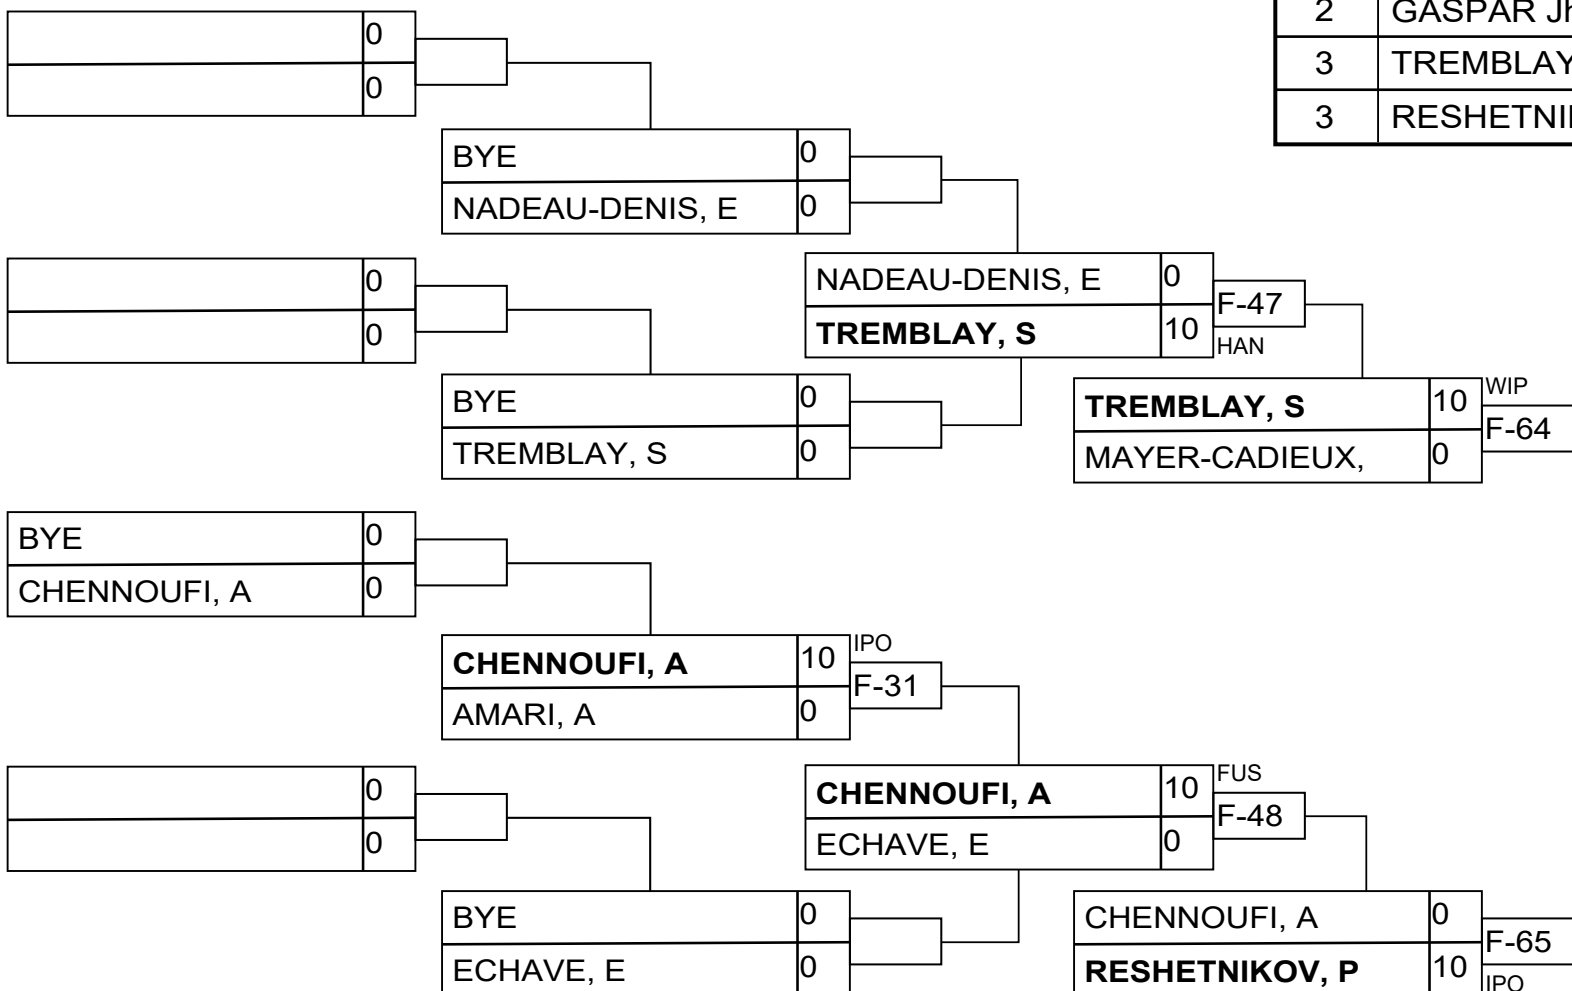 2 GASPAR Jh
3 TREMBLAY
3 RESHETNI
0
0
BYE 0
NADEAU-DENIS, E 0
0
0
NADEAU-DENIS, E 0
F-47
TREMBLAY, S 10
HAN
BYE 0
TREMBLAY, S 0
TREMBLAY, S 10 WIP
F-64
MAYER-CADIEUX, 0
BYE 0
CHENNOUFI, A 0
CHENNOUFI, A 10 IPO
F-31
AMARI, A 0
0
0
CHENNOUFI, A 10 FUS
F-48
ECHAVE, E 0
BYE 0
ECHAVE, E 0
CHENNOUFI, A 0
F-65
RESHETNIKOV, P 10
IPO